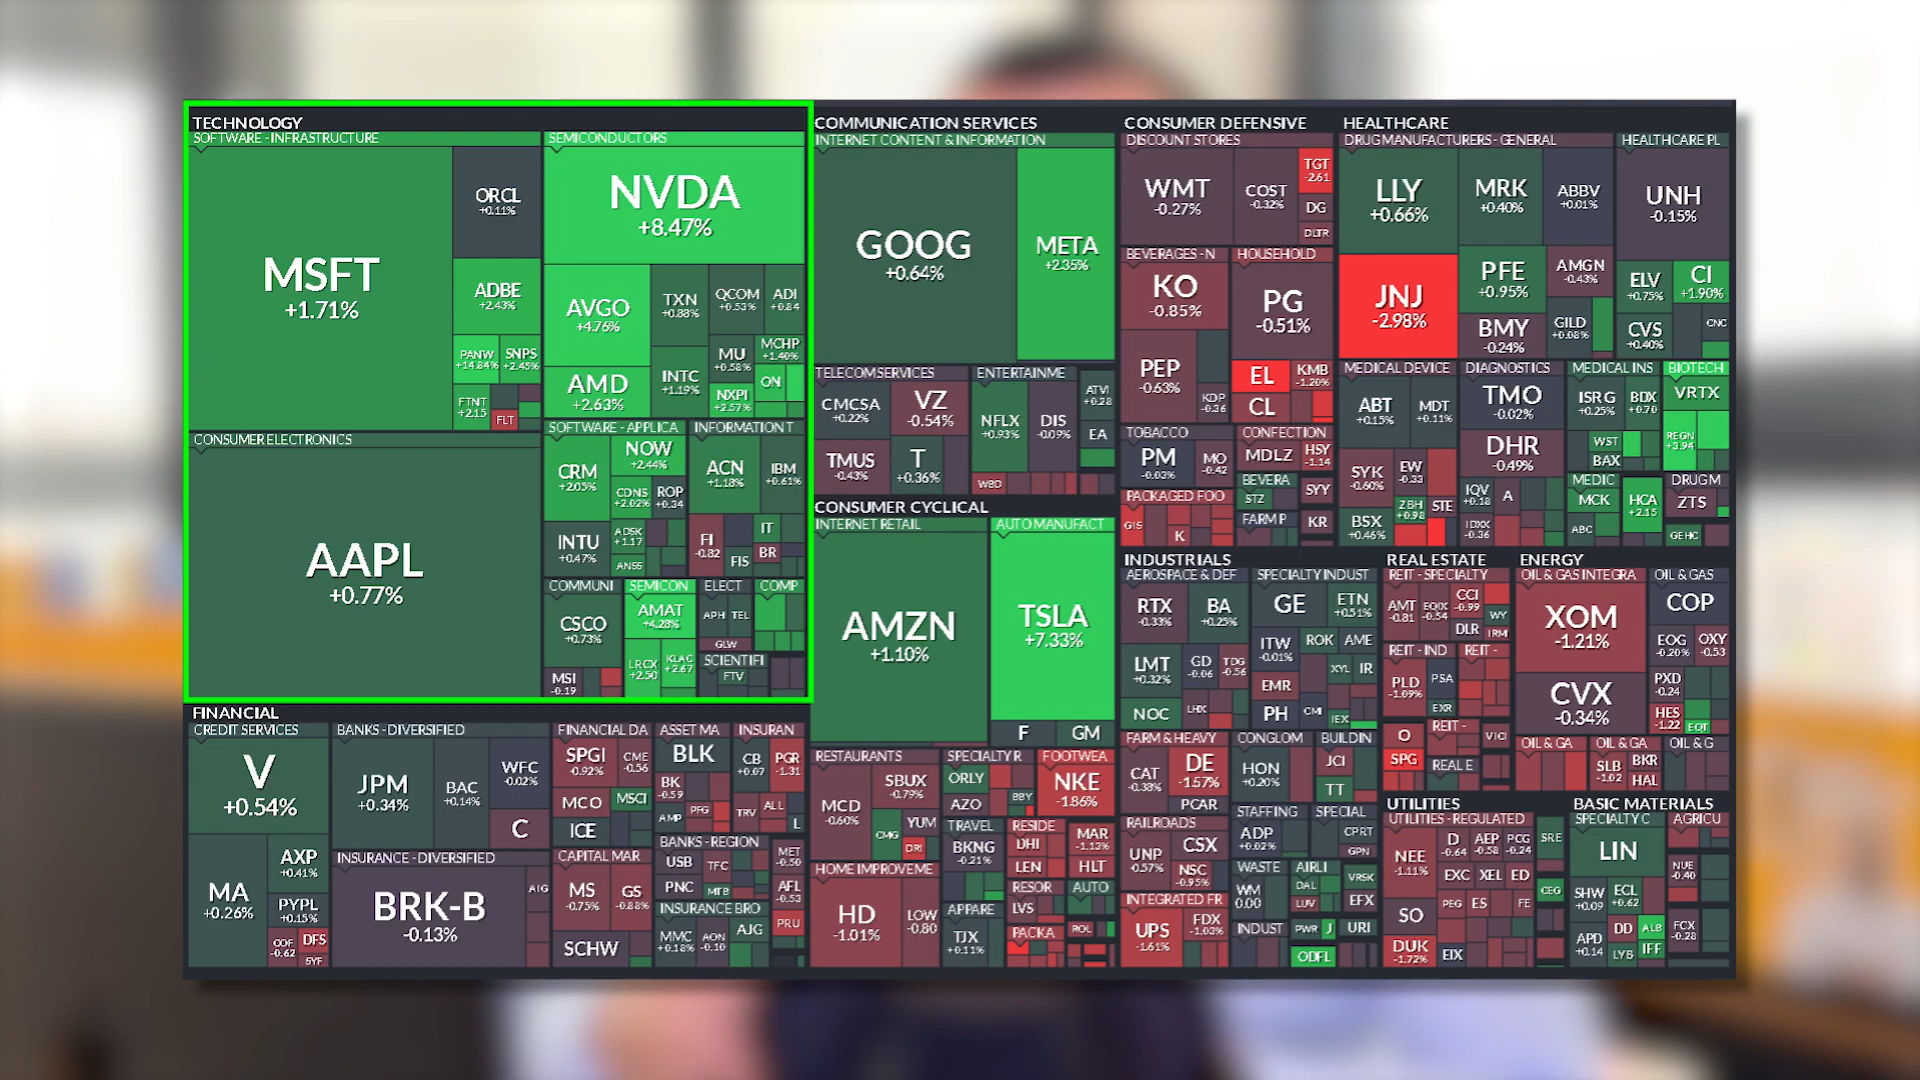 TECHNOLOGY
SOFTWARE - INFRASTRUCTURE
MSFT
+1.71%
ORCL
+0.11%
ADBE
+2.43%
PANW
+14.84%
SNPS
+2.45%
FTNT
+2.15
FLT
SEMICONDUCTORS
NVDA
+8.47%
AVGO
+4.76%
AMD
+2.63%
TXN
+0.88%
QCOM
+0.53%
ADI
+0.84
INTC
+1.19%
MU
+0.58%
MCHP
+1.40%
NXPI
+2.57%
ON
CONSUMER ELECTRONICS
AAPL
+0.77%
SOFTWARE - APPLICA
CRM
+2.05%
NOW
+2.44%
CDNS
+2.02%
ROP
+0.34
INTU
+0.47%
ADSK
+1.17
ANSS
INFORMATION T
ACN
+1.18%
IBM
+0.61%
FI
-0.82
IT
FIS
BR
COMMUNI
CSCO
+0.73%
MSI
-0.19
SEMICON
AMAT
+4.28%
LRCX
+2.50
KLAC
+2.67
ELECT
APH
TEL
GLW
COMP
SCIENTIFI
FTV
COMMUNICATION SERVICES
INTERNET CONTENT & INFORMATION
GOOG
+0.64%
META
+2.35%
TELECOM SERVICES
CMCSA
+0.22%
VZ
-0.54%
TMUS
-0.43%
T
+0.36%
ENTERTAINME
NFLX
+0.93%
DIS
-0.09%
ATVI
+0.28
EA
WBD
CONSUMER CYCLICAL
INTERNET RETAIL
AMZN
+1.10%
AUTO MANUFACT
TSLA
+7.33%
F
GM
RESTAURANTS
MCD
-0.60%
SBUX
-0.79%
CMG
YUM
DRI
HOME IMPROVEME
HD
-1.01%
LOW
-0.80
SPECIALTY R
ORLY
AZO
BBY
FOOTWEA
NKE
-1.86%
TRAVEL
BKNG
-0.21%
RESIDE
DHI
LEN
MAR
-1.13%
HLT
APPARE
TJX
+0.11%
RESOR
LVS
AUTO
PACKA
ROL
CONSUMER DEFENSIVE
DISCOUNT STORES
WMT
-0.27%
COST
-0.32%
TGT
-2.61
DG
DLTR
BEVERAGES - N
KO
-0.85%
PEP
-0.63%
KDP
-0.36
HOUSEHOLD
PG
-0.51%
EL
KMB
-1.20%
CL
TOBACCO
PM
-0.03%
MO
-0.42
CONFECTION
MDLZ
HSY
-1.14
PACKAGED FOO
GIS
K
BEVERA
STZ
SYY
FARM P
KR
HEALTHCARE
DRUG MANUFACTURERS - GENERAL
LLY
+0.66%
MRK
+0.40%
ABBV
+0.01%
JNJ
-2.98%
PFE
+0.95%
AMGN
-0.43%
BMY
-0.24%
GILD
+0.08%
HEALTHCARE PL
UNH
-0.15%
ELV
+0.75%
CI
+1.90%
CVS
+0.40%
CNC
MEDICAL DEVICE
ABT
+0.15%
MDT
+0.11%
SYK
-0.60%
EW
-0.33
BSX
+0.46%
ZBH
+0.98
STE
DIAGNOSTICS
TMO
-0.02%
DHR
-0.49%
IQV
+0.18
A
IDXX
-0.36
MEDICAL INS
ISRG
+0.25%
BDX
+0.70
WST
BAX
BIOTECH
VRTX
REGN
+3.94
MEDIC
MCK
ABC
HCA
+2.15
DRUG M
ZTS
GEHC
FINANCIAL
CREDIT SERVICES
V
+0.54%
MA
+0.26%
AXP
+0.41%
PYPL
+0.15%
COF
-0.62
DFS
SYF
BANKS - DIVERSIFIED
JPM
+0.34%
BAC
+0.14%
WFC
-0.02%
C
INSURANCE - DIVERSIFIED
BRK-B
-0.13%
AIG
FINANCIAL DA
SPGI
-0.92%
CME
-0.56
MCO
MSCI
ICE
CAPITAL MAR
MS
-0.75%
GS
-0.88%
SCHW
ASSET MA
BLK
BK
-0.59
AMP
PFG
INSURAN
CB
+0.07
PGR
-1.31
TRV
ALL
L
BANKS - REGION
USB
TFC
PNC
MTB
MET
-0.50
AFL
-0.53
PRU
INSURANCE BRO
MMC
+0.18%
AON
-0.10
AJG
INDUSTRIALS
AEROSPACE & DEF
RTX
-0.33%
BA
+0.25%
LMT
+0.32%
GD
-0.06
TDG
-0.56
NOC
LHX
SPECIALTY INDUST
GE
ETN
+0.51%
ITW
-0.01%
ROK
AME
EMR
XYL
IR
PH
CMI
IEX
FARM & HEAVY
CAT
-0.38%
DE
-1.57%
PCAR
CONGLOM
HON
+0.20%
BUILDIN
JCI
TT
RAILROADS
UNP
-0.57%
CSX
NSC
-0.95%
STAFFING
ADP
+0.02%
SPECIAL
CPRT
GPN
WASTE
WM
0.00
AIRLI
DAL
LUV
VRSK
EFX
INTEGRATED FR
UPS
-1.61%
FDX
-1.03%
INDUST
PWR
J
URI
ODFL
REAL ESTATE
REIT - SPECIALTY
AMT
-0.81
EQIX
-0.54
CCI
-0.99
WY
DLR
IRM
REIT - IND
PLD
-1.09%
PSA
EXR
REIT -
REIT -
O
SPG
VICI
REAL E
ENERGY
OIL & GAS INTEGRA
XOM
-1.21%
CVX
-0.34%
OIL & GAS
COP
EOG
-0.20%
OXY
-0.53
PXD
-0.24
HES
-1.22
EQT
OIL & GA
OIL & GA
SLB
-1.02
BKR
HAL
OIL & G
UTILITIES
UTILITIES - REGULATED
NEE
-1.11%
D
-0.64
AEP
-0.58
PCG
-0.24
SRE
EXC
XEL
ED
CEG
SO
PEG
ES
FE
DUK
-1.72%
EIX
BASIC MATERIALS
SPECIALTY C
LIN
SHW
+0.09
ECL
+0.62
APD
+0.14
DD
ALB
LYB
IFF
AGRICU
NUE
-0.40
FCX
-0.28